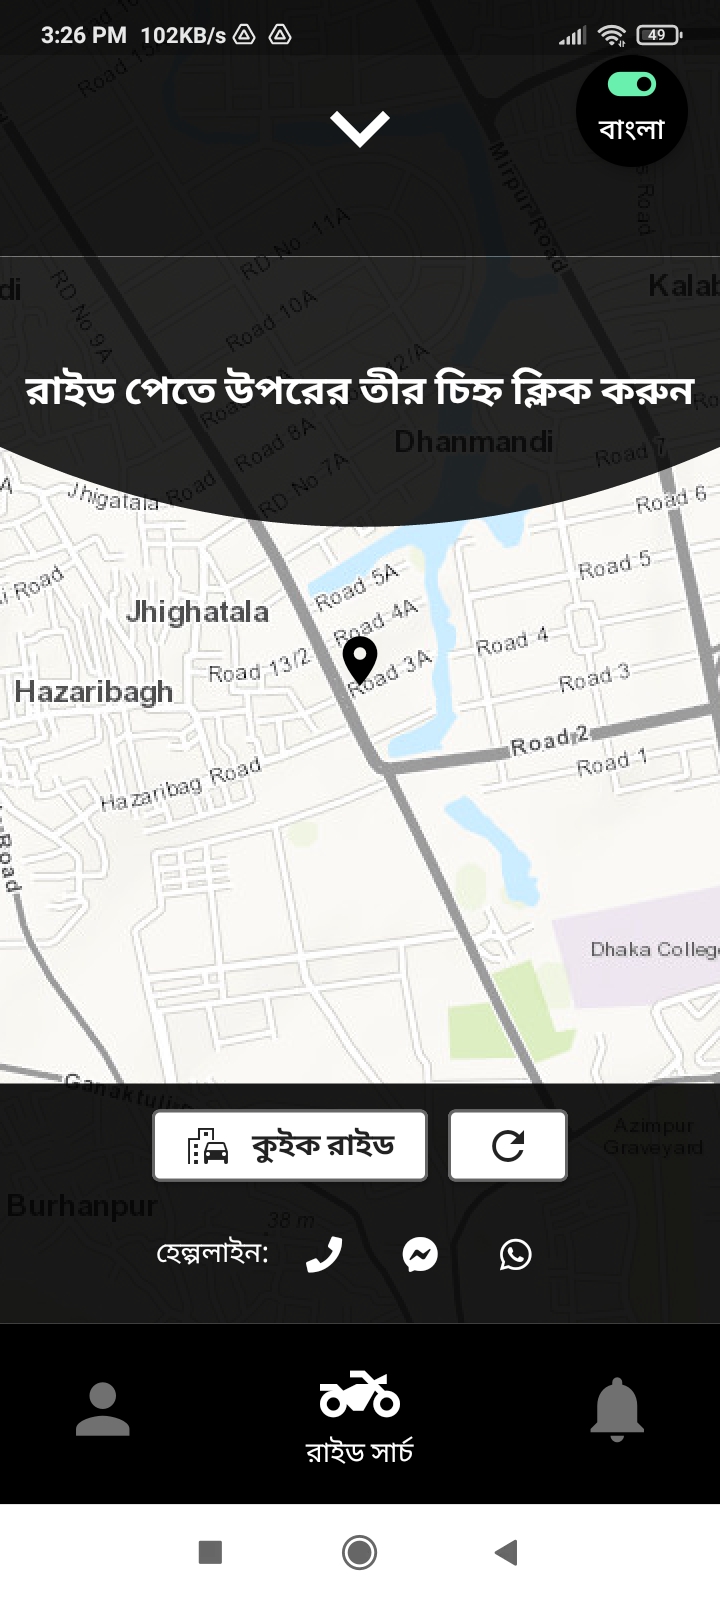 3:26 PM 102KB/s
49
বাংলা
Mirpur Road
RD No 11A
RD No 9A
Road 10A
Kalab
di
রাইড পেতে উপরের তীর চিহ্ন ক্লিক করুন
Road 8A
Dhanmandi
RD No 7A
Road 7
Jhigatala Road
Road 6
Road 5
Road 5A
Road 4A
Jhighatala
Road 4
Road 13/2
Road 3A
Road 3
Hazaribagh
Road 2
Road 1
Hazaribag Road
Road
Dhaka College
Ganaktuli
Azimpur
Graveyard
কুইক রাইড
Burhanpur
38 m
হেল্পলাইন:
রাইড সার্চ